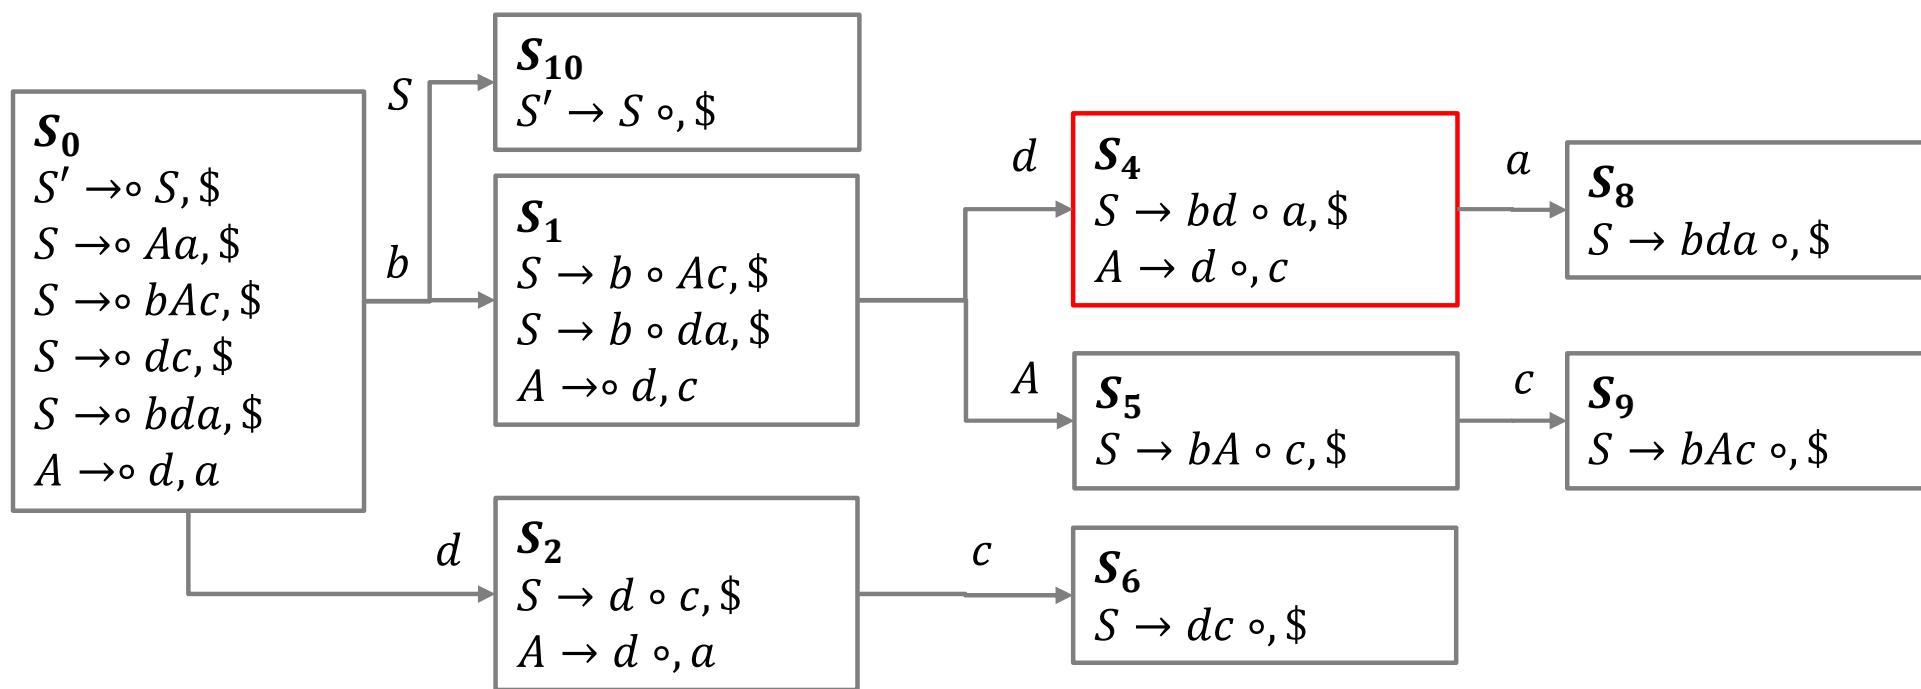 S₀
S′ →∘ S, $
S →∘ Aa, $
S →∘ bAc, $
S →∘ dc, $
S →∘ bda, $
A →∘ d, a
S
b
d
S₁₀
S′ → S ∘, $
S₁
S → b ∘ Ac, $
S → b ∘ da, $
A →∘ d, c
S₂
S → d ∘ c, $
A → d ∘, a
d
A
c
S₄
S → bd ∘ a, $
A → d ∘, c
S₅
S → bA ∘ c, $
S₆
S → dc ∘, $
a
c
S₈
S → bda ∘, $
S₉
S → bAc ∘, $